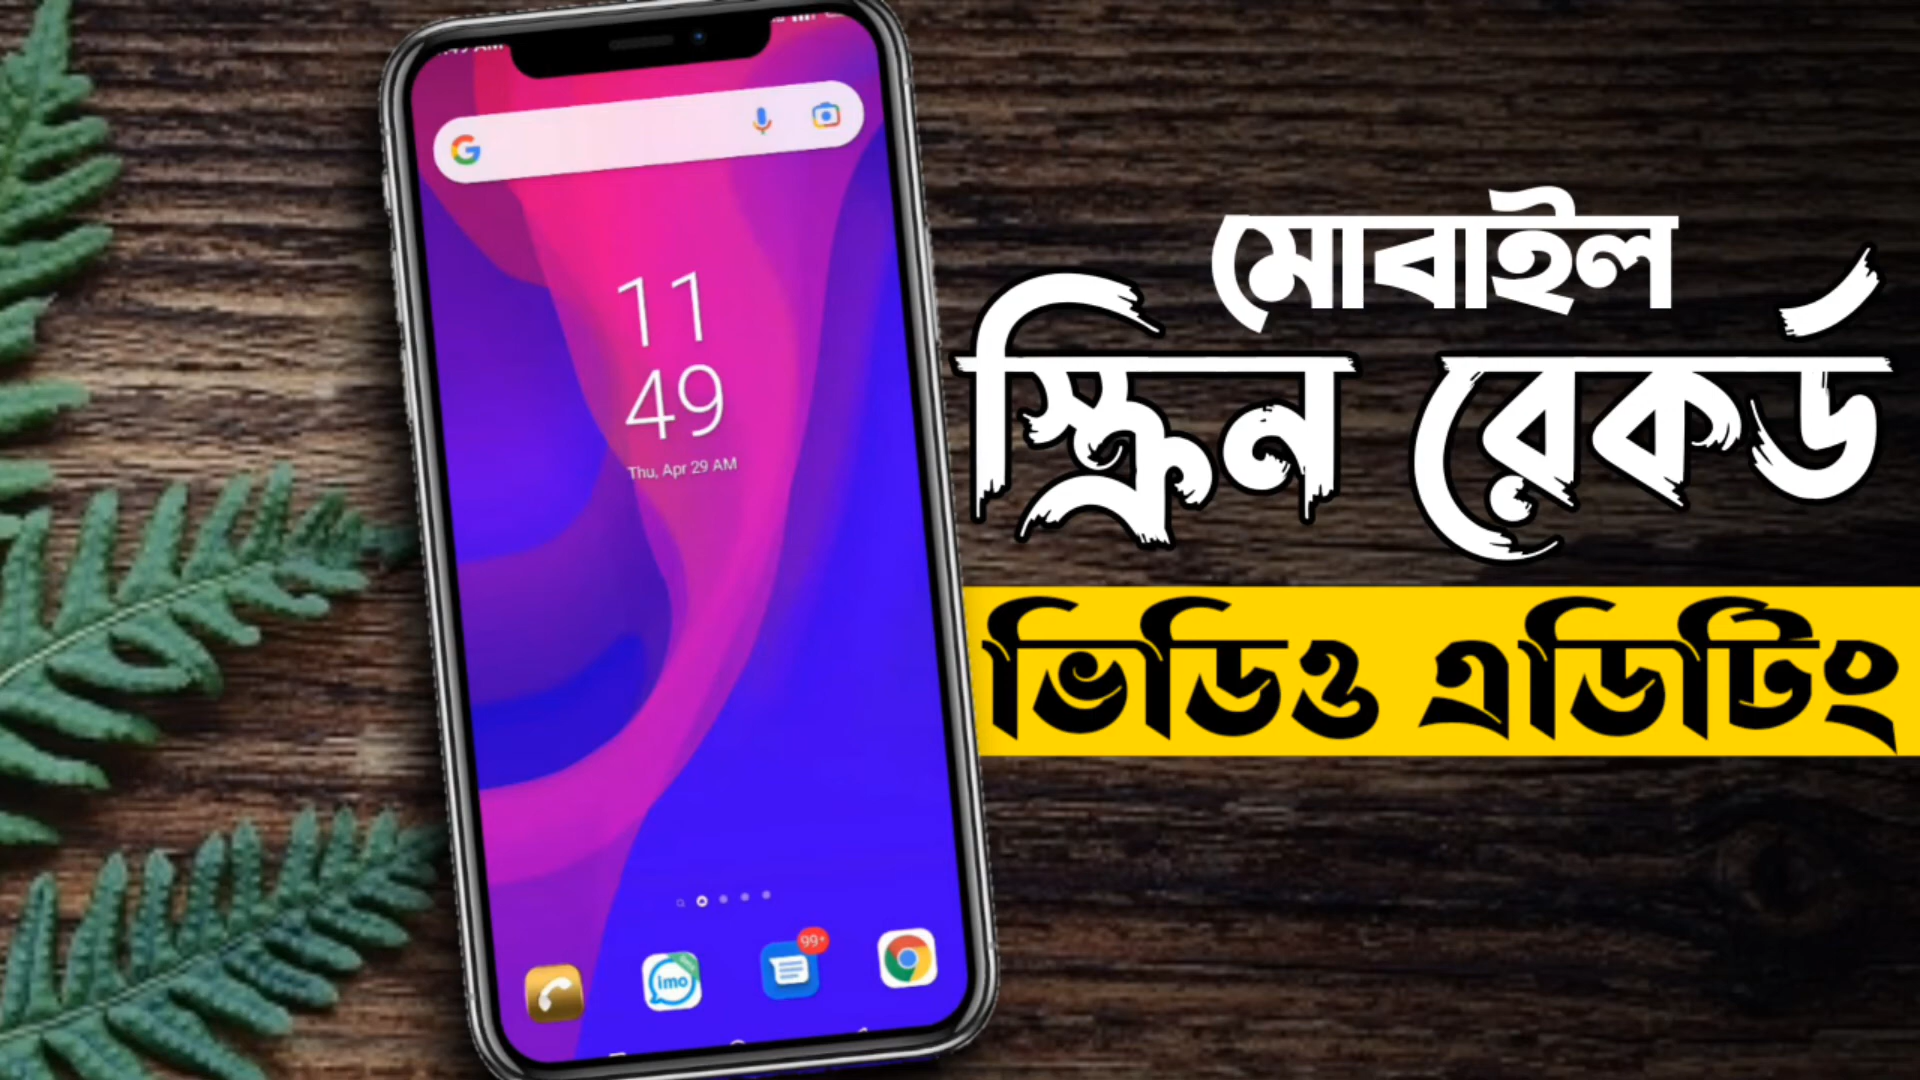 11
49
Thu, Apr 29 AM
imo
99+
মোবাইল
স্ক্রিন রেকর্ড
ভিডিও এডিটিং